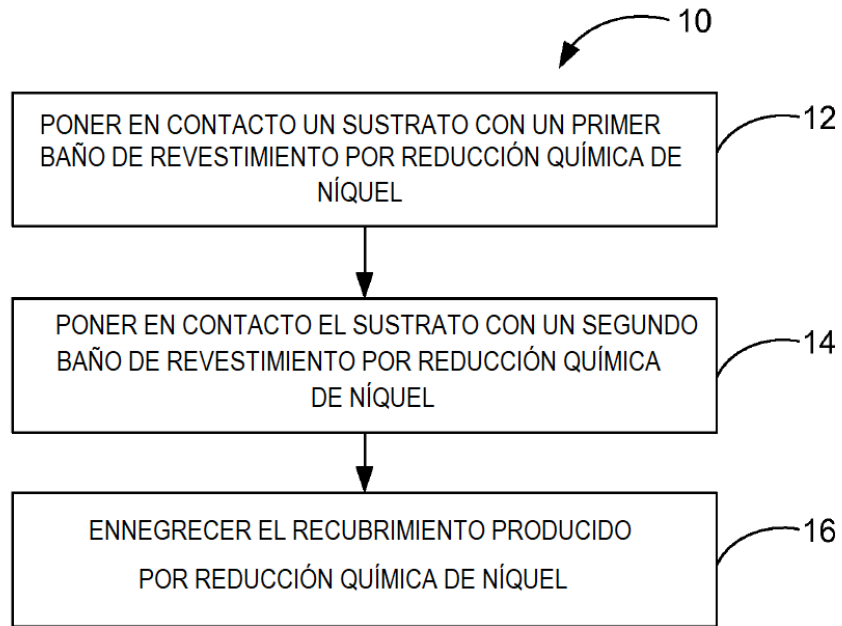 10
PONER EN CONTACTO UN SUSTRATO CON UN PRIMER
BAÑO DE REVESTIMIENTO POR REDUCCIÓN QUÍMICA DE
NÍQUEL
12
PONER EN CONTACTO EL SUSTRATO CON UN SEGUNDO
BAÑO DE REVESTIMIENTO POR REDUCCIÓN QUÍMICA
DE NÍQUEL
14
ENNEGRECER EL RECUBRIMIENTO PRODUCIDO
POR REDUCCIÓN QUÍMICA DE NÍQUEL
16